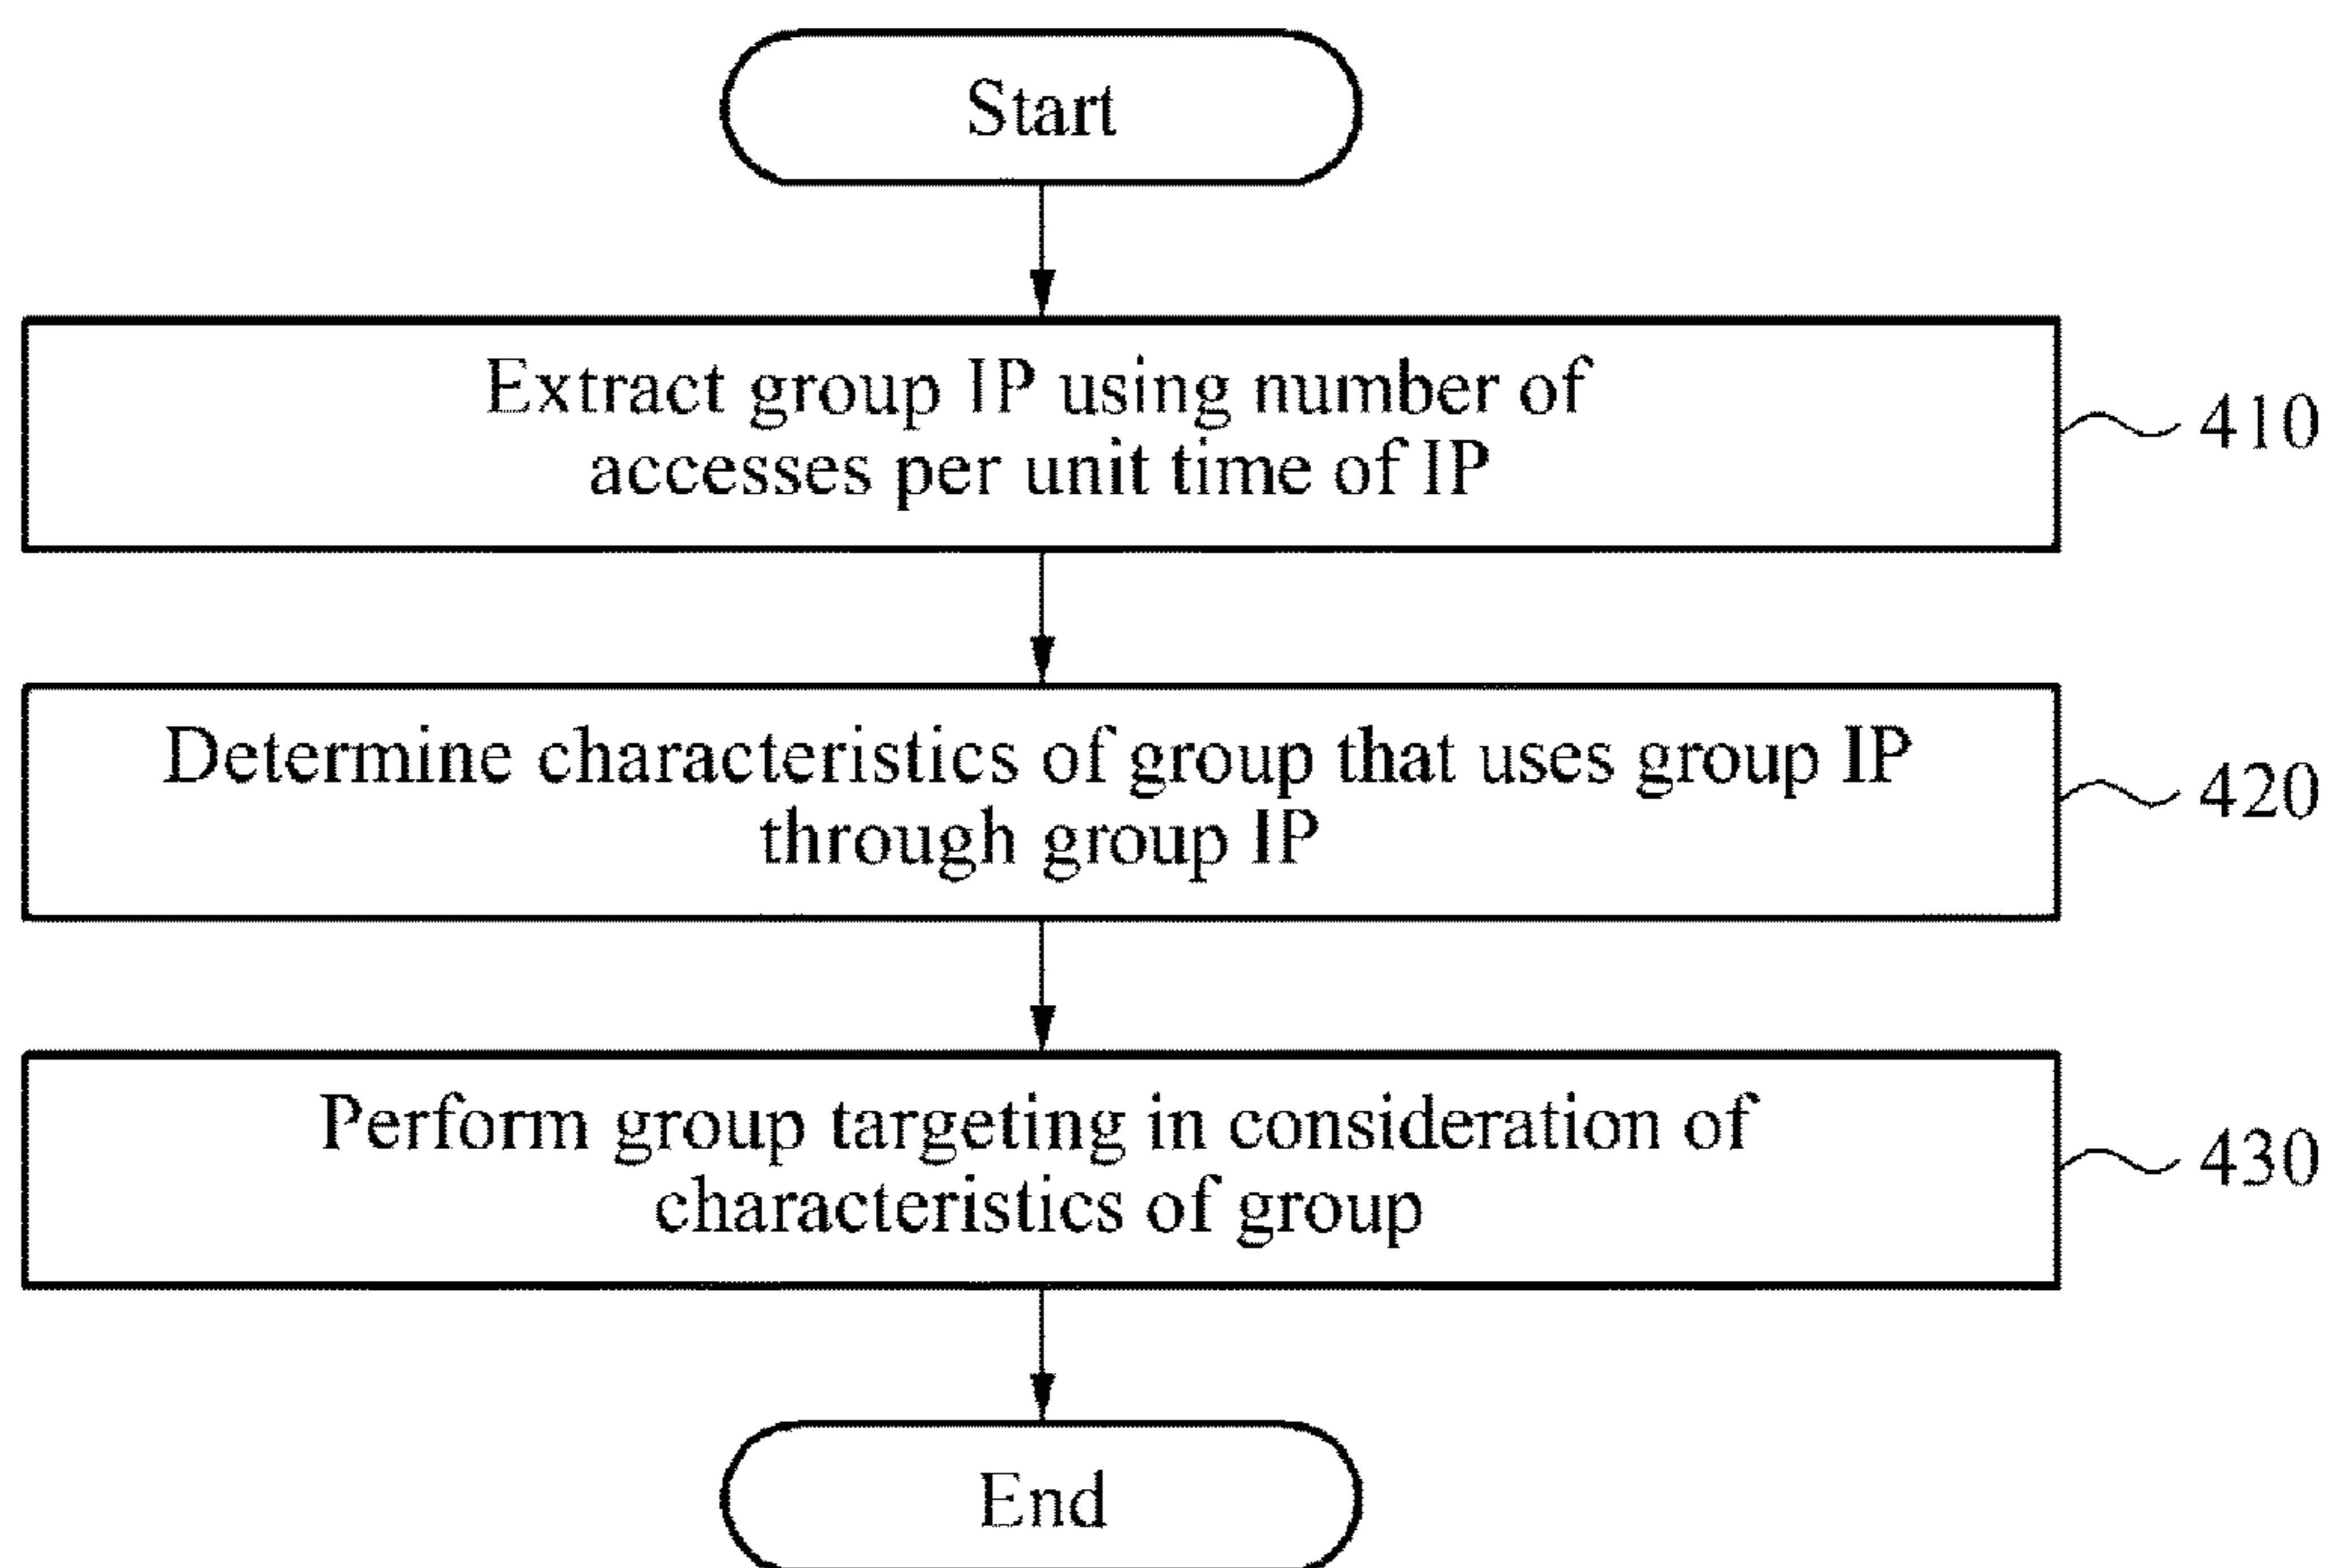 Start
Extract group IP using number of
accesses per unit time of IP
410
Determine characteristics of group that uses group IP
through group IP
420
Perform group targeting in consideration of
characteristics of group
430
End